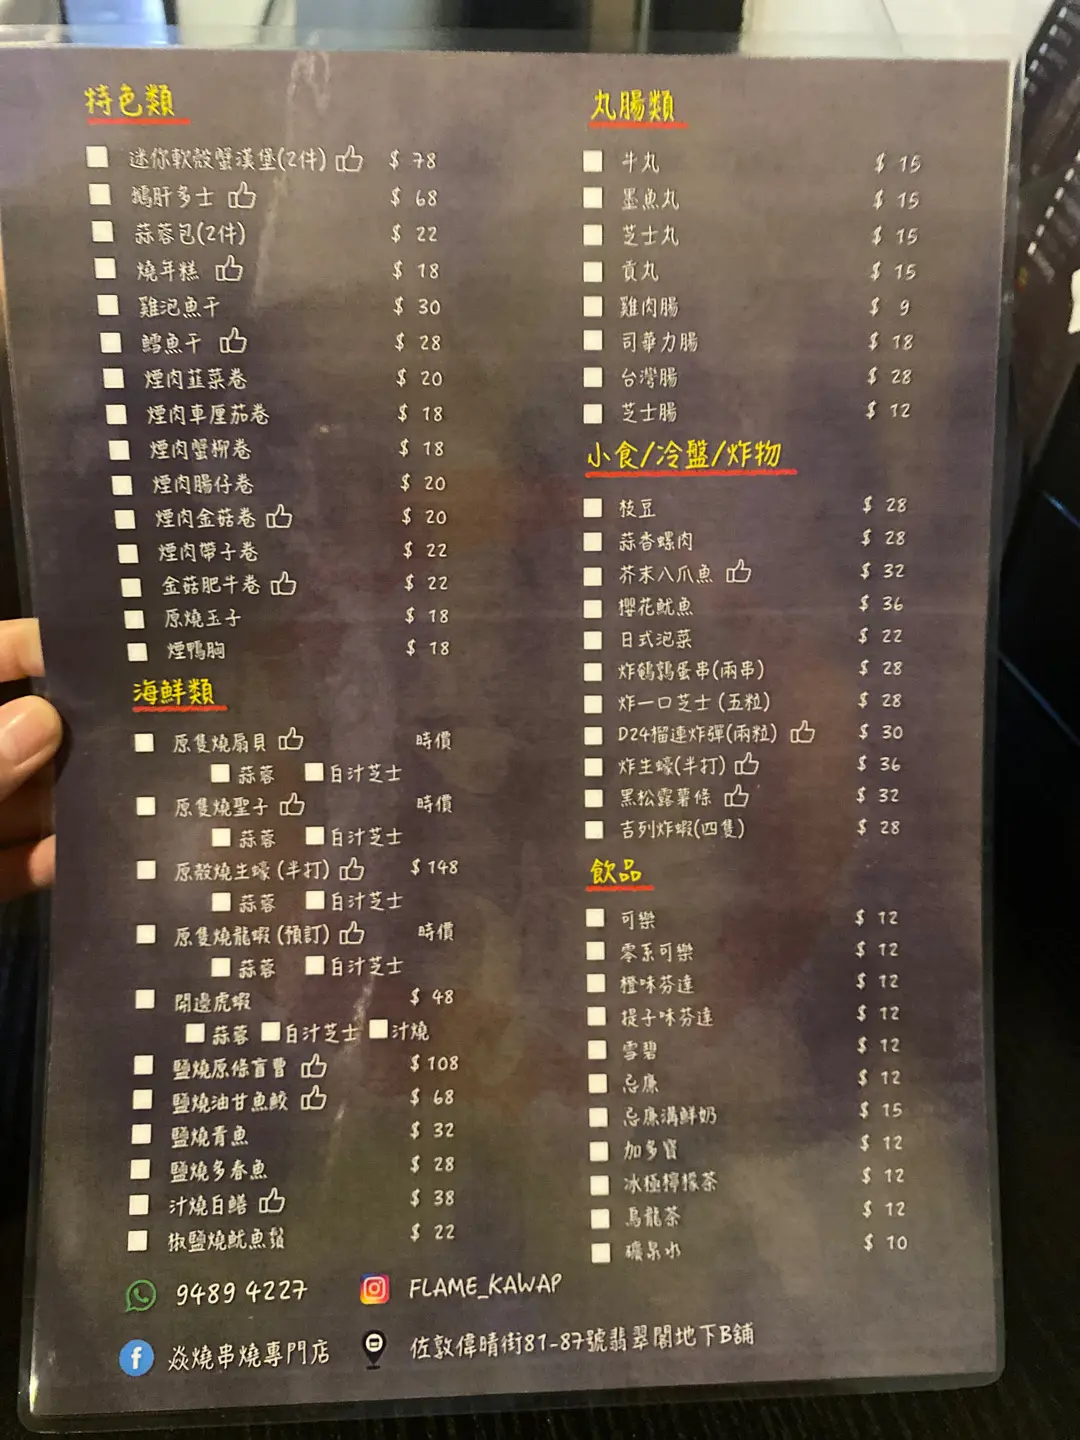 特色類
迷你軟殼蟹漢堡(2件) $ 78
鵝肝多士 $ 68
蒜蓉包(2件) $ 22
燒年糕 $ 18
雞泡魚干 $ 30
鱈魚干 $ 28
煙肉韮菜卷 $ 20
煙肉車厘茄卷 $ 18
煙肉蟹柳卷 $ 18
煙肉腸仔卷 $ 20
煙肉金菇卷 $ 20
煙肉帶子卷 $ 22
金菇肥牛卷 $ 22
原燒玉子 $ 18
煙鴨胸 $ 18
海鮮類
原隻燒扇貝 時價
蒜蓉 白汁芝士
原隻燒聖子 時價
蒜蓉 白汁芝士
原殼燒生蠔(半打) $ 148
蒜蓉 白汁芝士
原隻燒龍蝦(預訂) 時價
蒜蓉 白汁芝士
開邊虎蝦 $ 48
蒜蓉 白汁芝士 汁燒
鹽燒原條盲曹 $ 108
鹽燒油甘魚鮫 $ 68
鹽燒青魚 $ 32
鹽燒多春魚 $ 28
汁燒白鱔 $ 38
椒鹽燒魷魚鬚 $ 22
丸腸類
牛丸 $ 15
墨魚丸 $ 15
芝士丸 $ 15
貢丸 $ 15
雞肉腸 $ 9
司華力腸 $ 18
台灣腸 $ 28
芝士腸 $ 12
小食/冷盤/炸物
枝豆 $ 28
蒜香螺肉 $ 28
芥末八爪魚 $ 32
櫻花魷魚 $ 36
日式泡菜 $ 22
炸鵪鶉蛋串(兩串) $ 28
炸一口芝士(五粒) $ 28
D24榴連炸彈(兩粒) $ 30
炸生蠔(半打) $ 36
黑松露薯條 $ 32
吉列炸蝦(四隻) $ 28
飲品
可樂 $ 12
零系可樂 $ 12
橙味芬達 $ 12
提子味芬達 $ 12
雪碧 $ 12
忌廉 $ 12
忌廉溝鮮奶 $ 15
加多寶 $ 12
冰極檸檬茶 $ 12
烏龍茶 $ 12
礦泉水 $ 10
9489 4227
FLAME_KAWAP
焱燒串燒專門店
佐敦偉晴街81-87號翡翠閣地下B舖